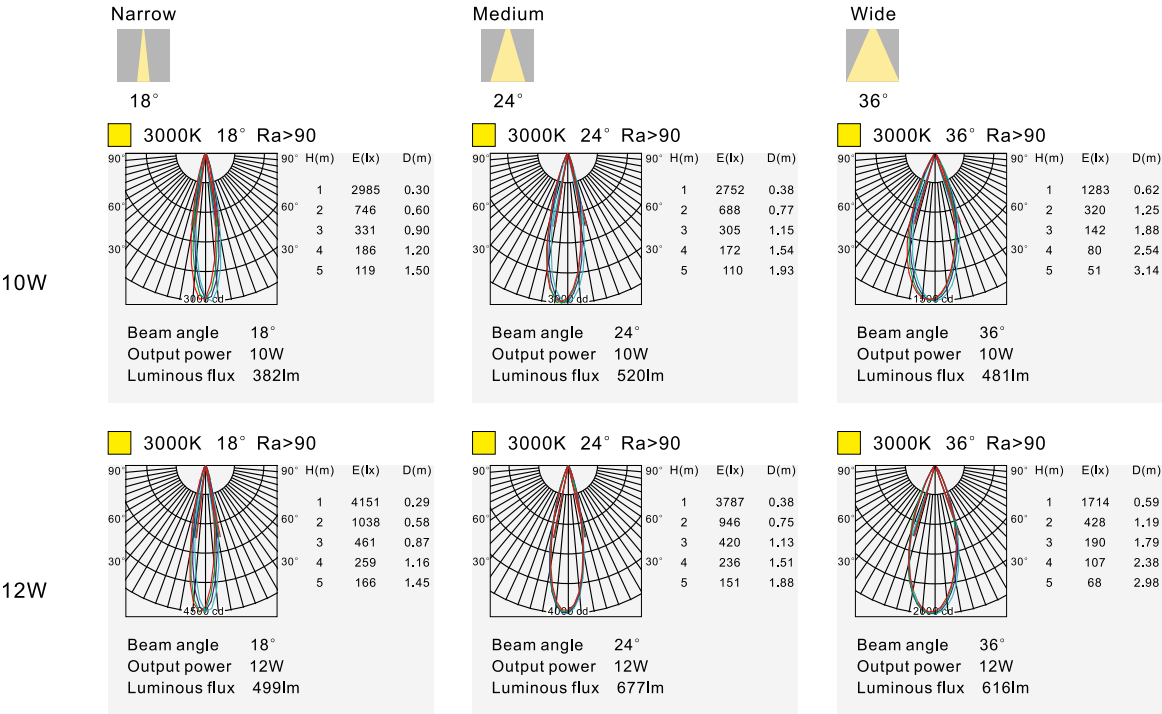 Narrow
18°
Medium
24°
Wide
36°
10W
3000K 18° Ra>90
90° 90° H(m) E(lx) D(m)
1 2985 0.30
60° 60° 2 746 0.60
3 331 0.90
30° 30° 4 186 1.20
5 119 1.50
3000 cd
Beam angle 18°
Output power 10W
Luminous flux 382lm
3000K 24° Ra>90
90° 90° H(m) E(lx) D(m)
1 2752 0.38
60° 60° 2 688 0.77
3 305 1.15
30° 30° 4 172 1.54
5 110 1.93
3000 cd
Beam angle 24°
Output power 10W
Luminous flux 520lm
3000K 36° Ra>90
90° 90° H(m) E(lx) D(m)
1 1283 0.62
60° 60° 2 320 1.25
3 142 1.88
30° 30° 4 80 2.54
5 51 3.14
1500 cd
Beam angle 36°
Output power 10W
Luminous flux 481lm
12W
3000K 18° Ra>90
90° 90° H(m) E(lx) D(m)
1 4151 0.29
60° 60° 2 1038 0.58
3 461 0.87
30° 30° 4 259 1.16
5 166 1.45
4500 cd
Beam angle 18°
Output power 12W
Luminous flux 499lm
3000K 24° Ra>90
90° 90° H(m) E(lx) D(m)
1 3787 0.38
60° 60° 2 946 0.75
3 420 1.13
30° 30° 4 236 1.51
5 151 1.88
4000 cd
Beam angle 24°
Output power 12W
Luminous flux 677lm
3000K 36° Ra>90
90° 90° H(m) E(lx) D(m)
1 1714 0.59
60° 60° 2 428 1.19
3 190 1.79
30° 30° 4 107 2.38
5 68 2.98
2000 cd
Beam angle 36°
Output power 12W
Luminous flux 616lm